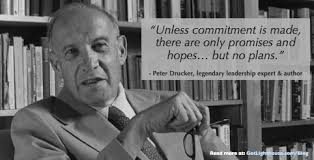 “Unless commitment is made,
there are only promises and
hopes... but no plans.”
- Peter Drucker, legendary leadership expert & author
Read more at: GetLighthouse.com/Blog